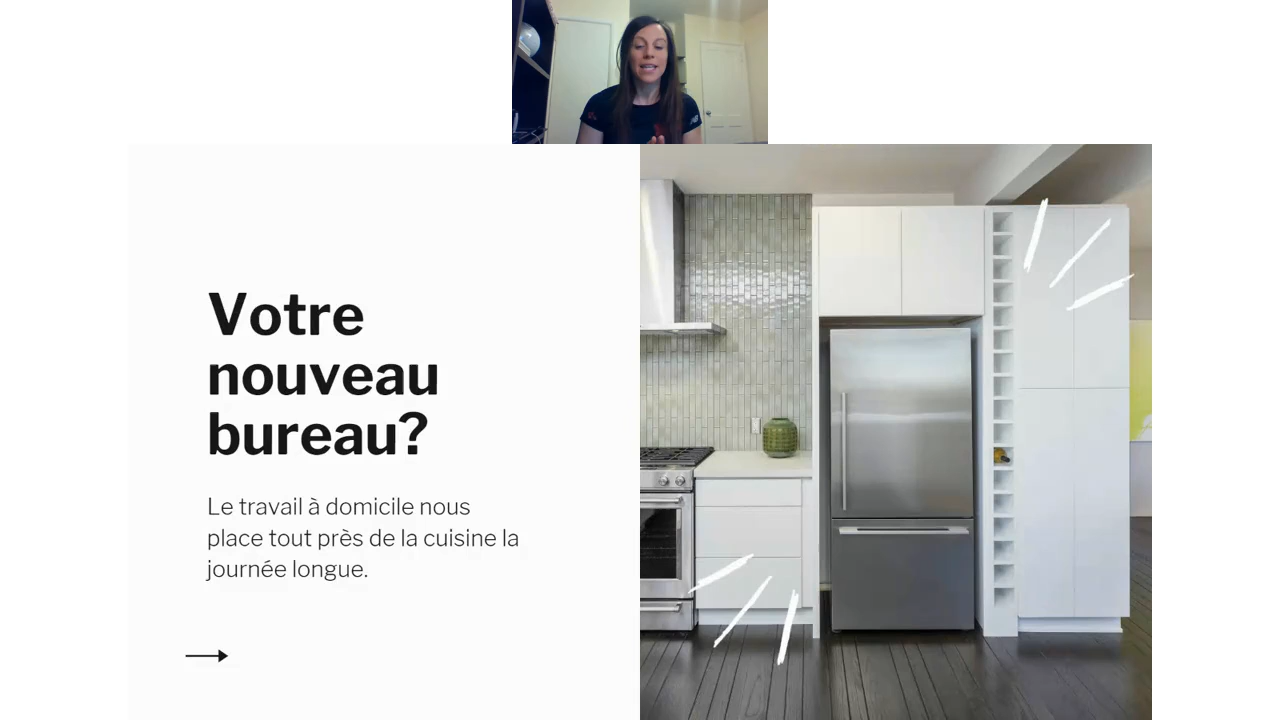 Votre
nouveau
bureau?
Le travail à domicile nous
place tout près de la cuisine la
journée longue.